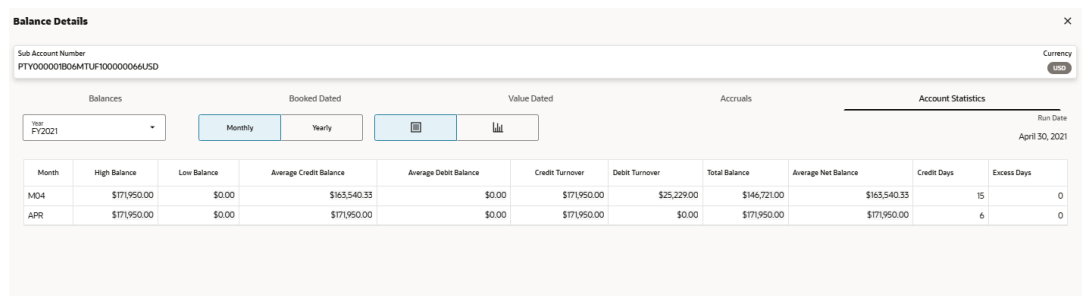 Balance Details
Sub Account Number Currency
PTY000001B06MTUF100000066USD USD
Balances Booked Dated Value Dated Accruals Account Statistics
Year Run Date
FY2021 Monthly Yearly
April 30, 2021
Month High Balance Low Balance Average Credit Balance Average Debit Balance Credit Turnover Debit Turnover Total Balance Average Net Balance Credit Days Excess Days
M04 $171,950.00 $0.00 $163,540.33 $0.00 $171,950.00 $25,229.00 $146,721.00 $163,540.33 15 0
APR $171,950.00 $0.00 $171,950.00 $0.00 $171,950.00 $0.00 $171,950.00 $171,950.00 6 0